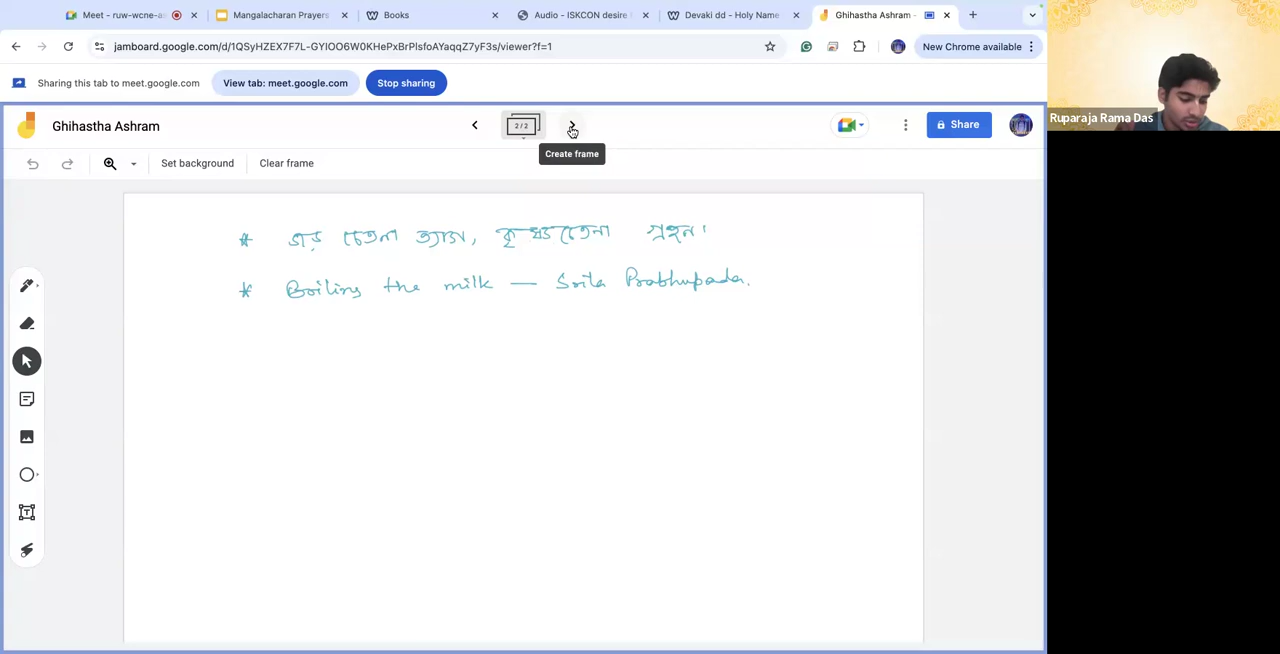 Meet - ruw-wcne-as
Mangalacharan Prayers
Books
Audio - ISKCON desire
Devaki dd - Holy Name
Ghihastha Ashram -
jamboard.google.com/d/1QSyHZEX7F7L-GYIOO6W0KHePxBrPlsfoAYaqqZ7yF3s/viewer?f=1
New Chrome available
Sharing this tab to meet.google.com
View tab: meet.google.com
Stop sharing
Ruparaja Rama Das
Ghihastha Ashram
2/2
Share
Create frame
Set background
Clear frame
* জড় চেতনা ত্যাগ, কৃষ্ণচেতনা গ্রহন।
* Boiling the milk — Srila Prabhupada.